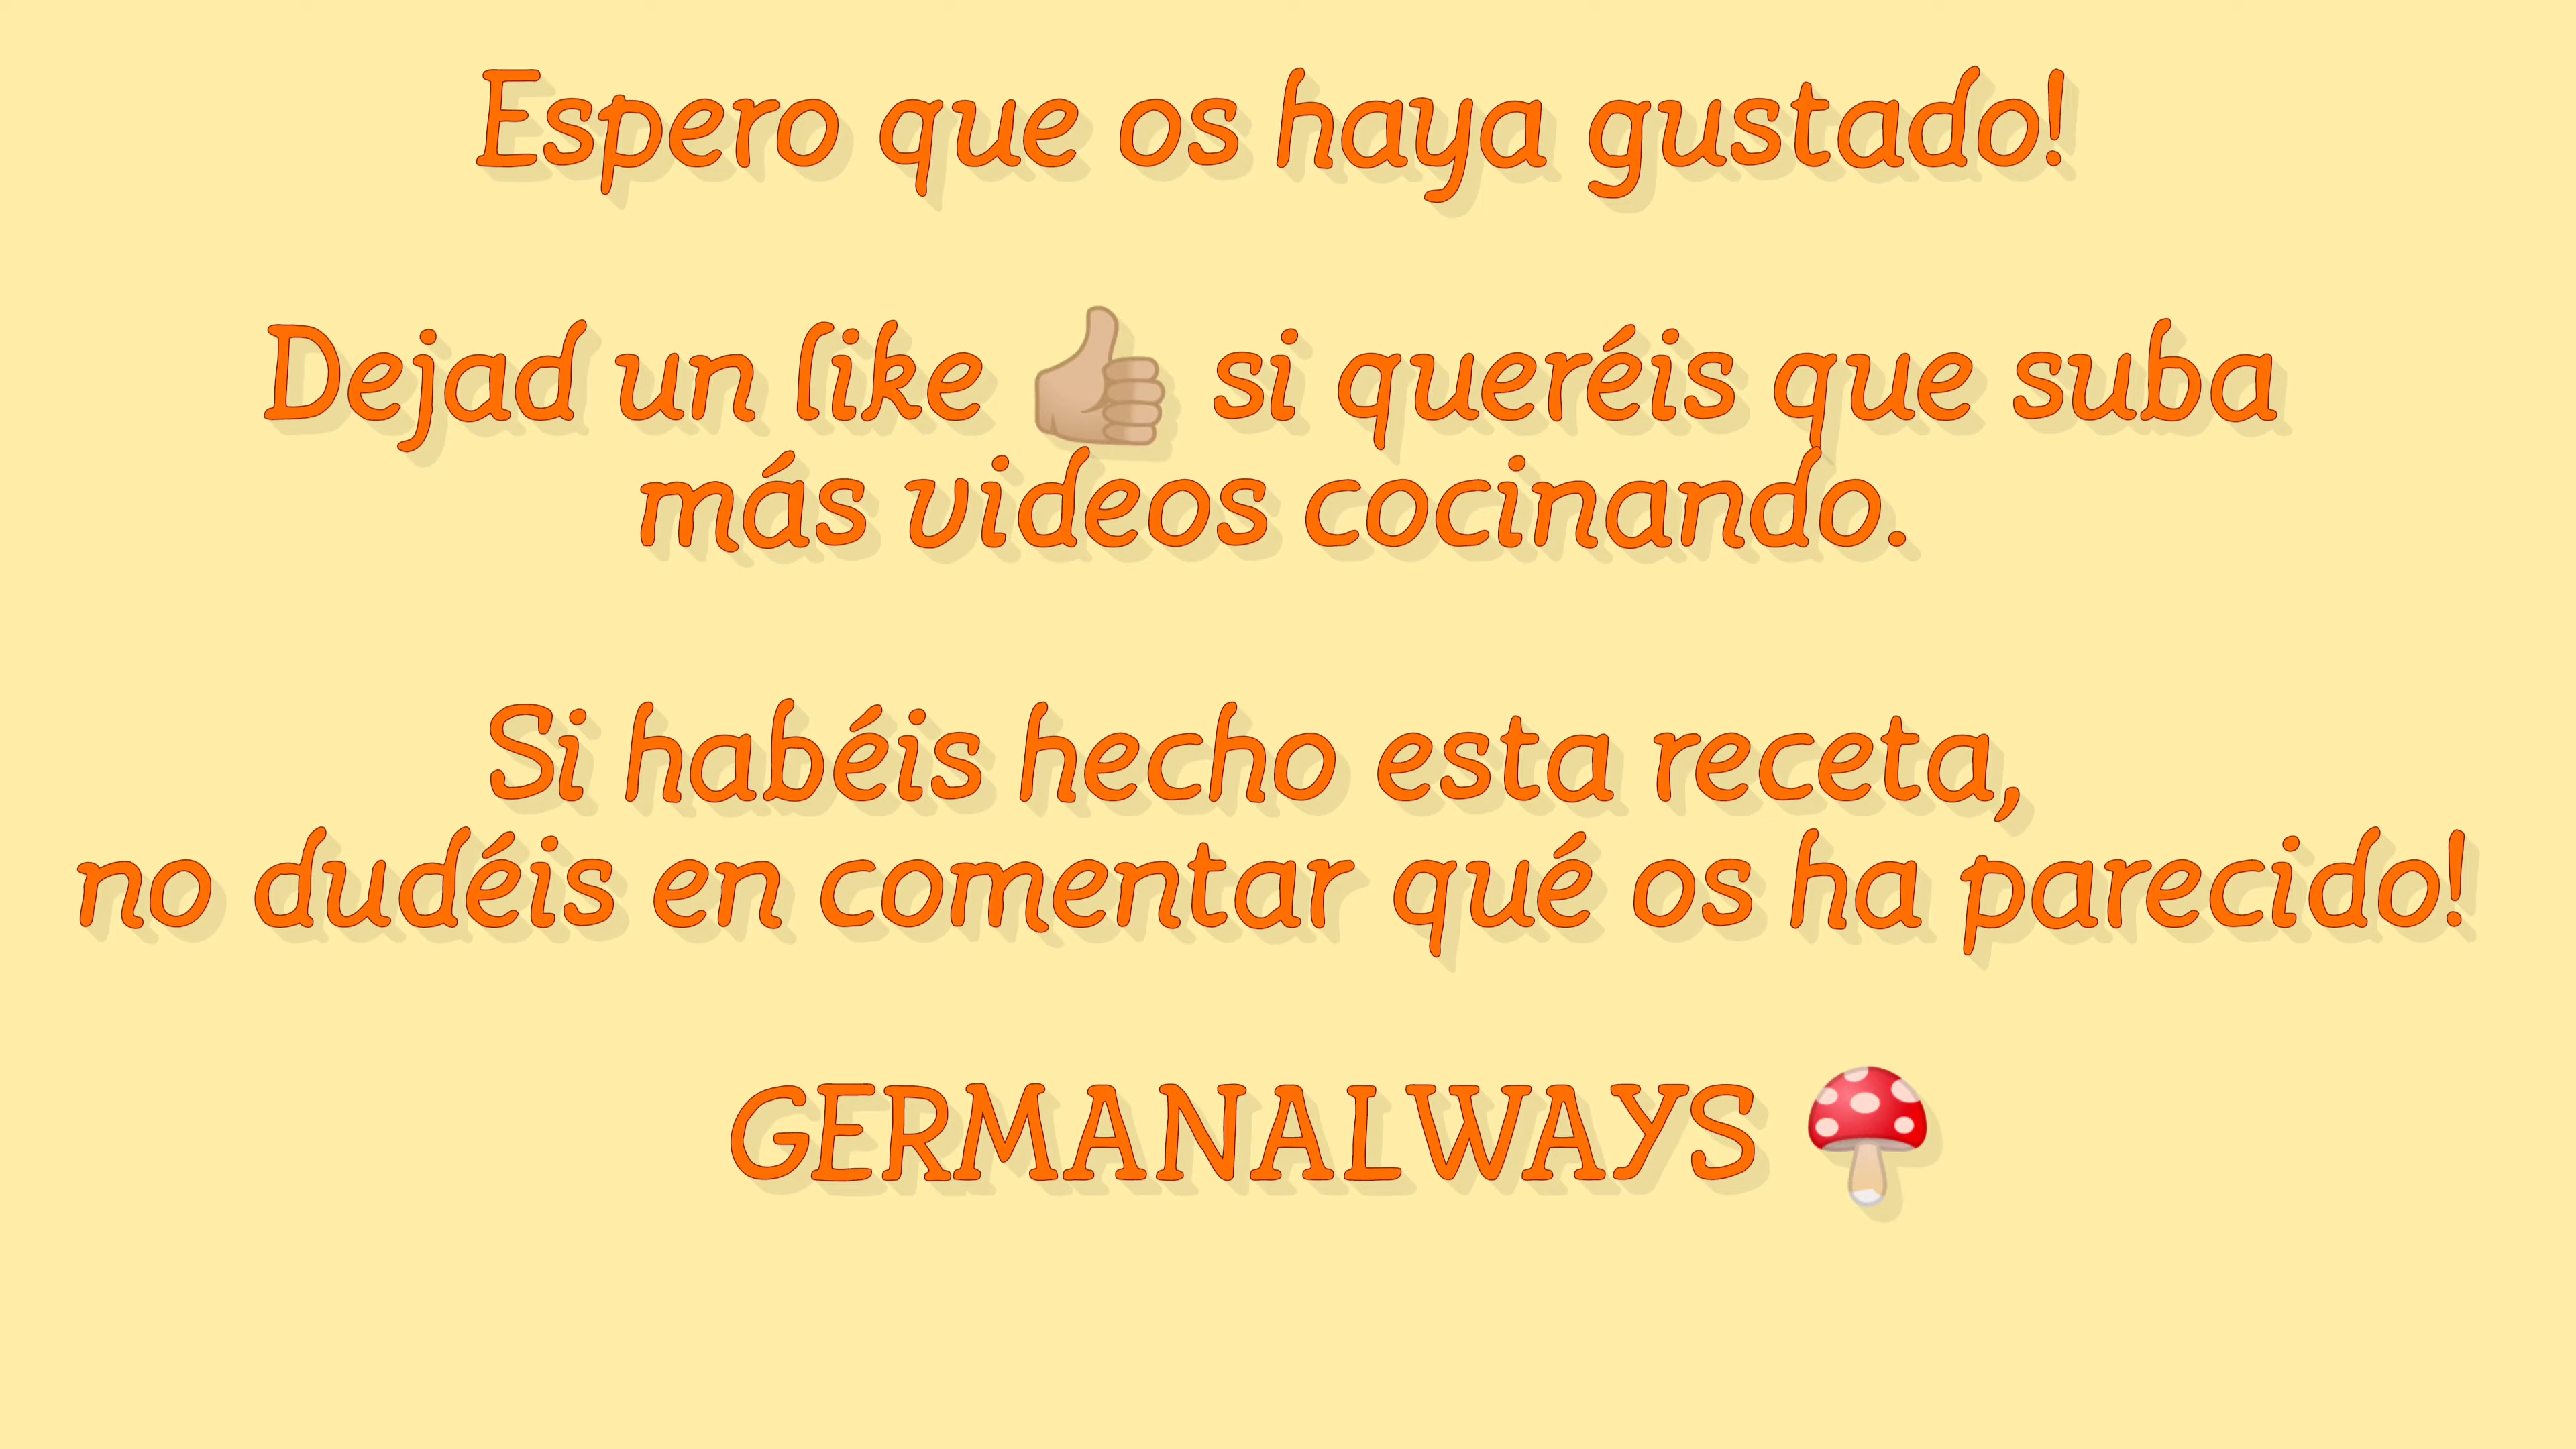 Espero que os haya gustado!
Dejad un like 👍🏼 si queréis que suba
más videos cocinando.
Si habéis hecho esta receta,
no dudéis en comentar qué os ha parecido!
GERMANALWAYS 🍄